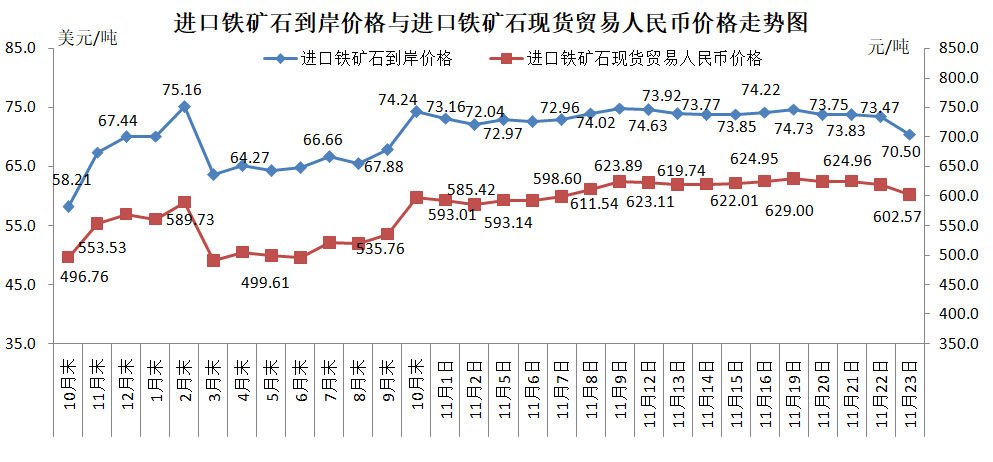 进口铁矿石到岸价格与进口铁矿石现货贸易人民币价格走势图
美元/吨
元/吨
进口铁矿石到岸价格
进口铁矿石现货贸易人民币价格
85.0
75.0
65.0
55.0
45.0
35.0
850.0
800.0
750.0
700.0
650.0
600.0
550.0
500.0
450.0
400.0
350.0
58.21
67.44
75.16
64.27
66.66
67.88
74.24
73.16
72.04
72.97
72.96
74.02
74.63
73.92
73.77
73.85
74.22
74.73
73.75
73.83
73.47
70.50
496.76
553.53
589.73
499.61
535.76
593.01
585.42
593.14
598.60
611.54
623.89
623.11
619.74
622.01
624.95
629.00
624.96
602.57
10月末
11月末
12月末
1月末
2月末
3月末
4月末
5月末
6月末
7月末
8月末
9月末
10月末
11月1日
11月2日
11月5日
11月6日
11月7日
11月8日
11月9日
11月12日
11月13日
11月14日
11月15日
11月16日
11月19日
11月20日
11月21日
11月22日
11月23日